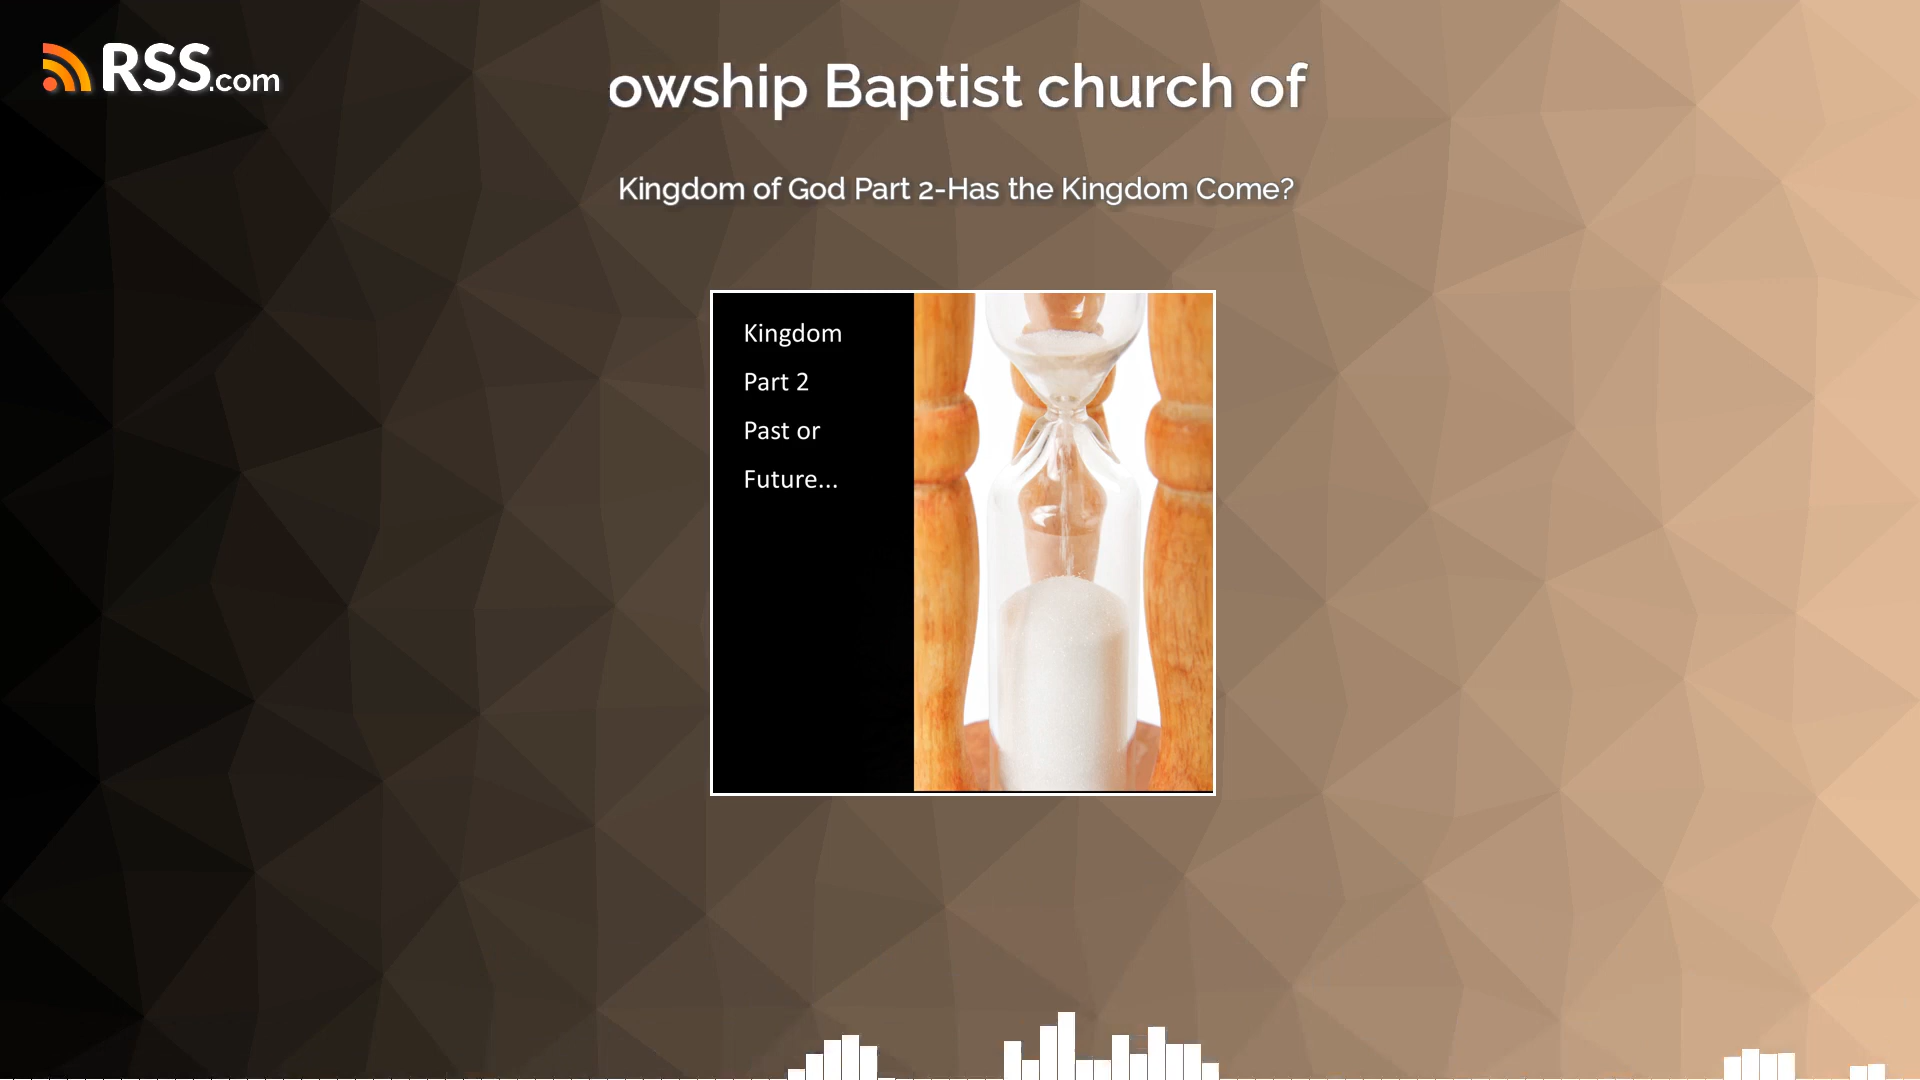 RSS.com
owship Baptist church of
Kingdom of God Part 2-Has the Kingdom Come?
Kingdom
Part 2
Past or
Future...